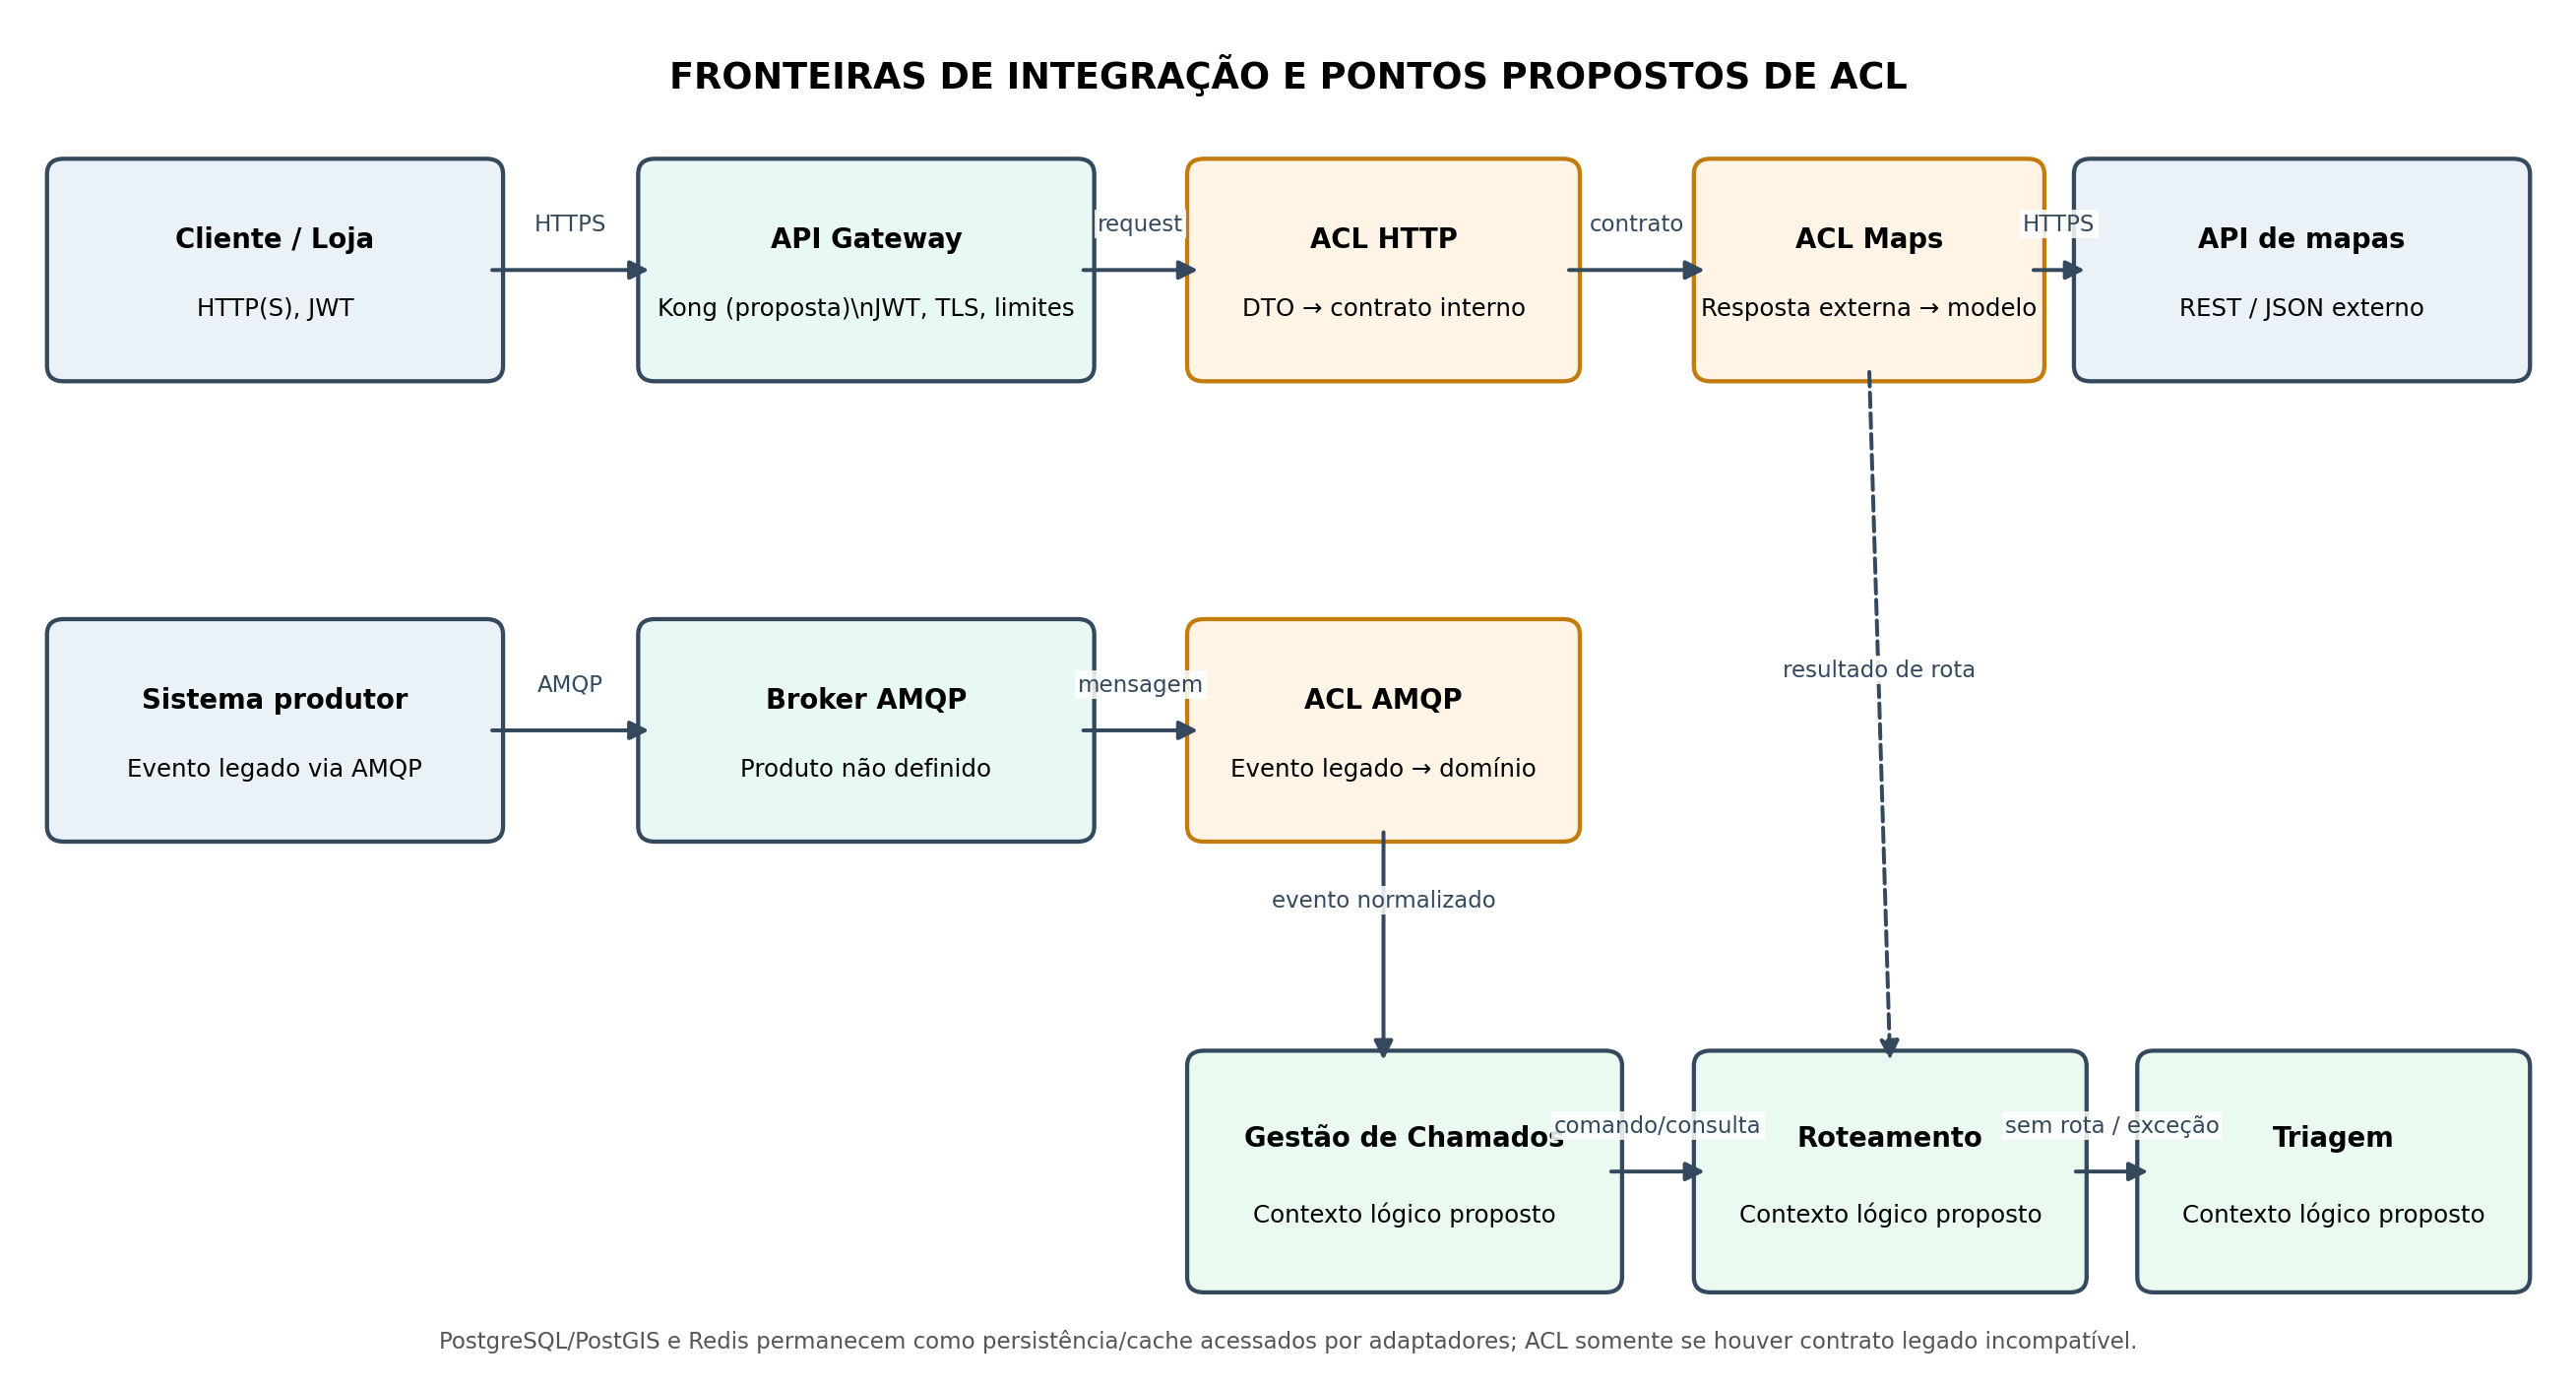 FRONTEIRAS DE INTEGRAÇÃO E PONTOS PROPOSTOS DE ACL
Cliente / Loja
HTTP(S), JWT
HTTPS
API Gateway
Kong (proposta)\nJWT, TLS, limites
request
ACL HTTP
DTO → contrato interno
contrato
ACL Maps
Resposta externa → modelo
HTTPS
API de mapas
REST / JSON externo
Sistema produtor
Evento legado via AMQP
AMQP
Broker AMQP
Produto não definido
mensagem
ACL AMQP
Evento legado → domínio
resultado de rota
evento normalizado
Gestão de Chamados
Contexto lógico proposto
comando/consulta
Roteamento
Contexto lógico proposto
sem rota / exceção
Triagem
Contexto lógico proposto
PostgreSQL/PostGIS e Redis permanecem como persistência/cache acessados por adaptadores; ACL somente se houver contrato legado incompatível.